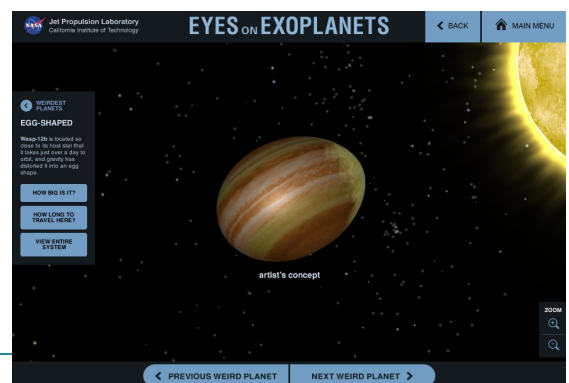 NASA
Jet Propulsion Laboratory
California Institute of Technology
EYES ON EXOPLANETS
BACK
MAIN MENU
WEIRDEST
PLANETS
EGG-SHAPED
Wasp-12b is located so
close to its host star that
it takes just over a day to
orbit, and gravity has
distorted it into an egg
shape.
HOW BIG IS IT?
HOW LONG TO
TRAVEL HERE?
VIEW ENTIRE
SYSTEM
artist's concept
ZOOM
PREVIOUS WEIRD PLANET
NEXT WEIRD PLANET